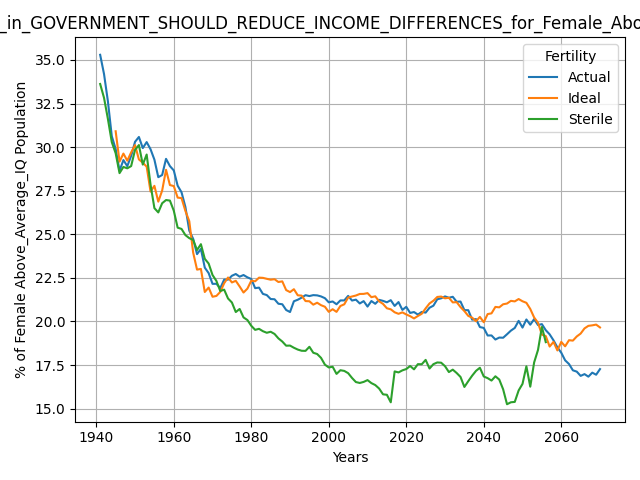 _in_GOVERNMENT_SHOULD_REDUCE_INCOME_DIFFERENCES_for_Female_Abo
% of Female Above_Average_IQ Population
35.0
32.5
30.0
27.5
25.0
22.5
20.0
17.5
15.0
Fertility
Actual
Ideal
Sterile
1940 1960 1980 2000 2020 2040 2060
Years